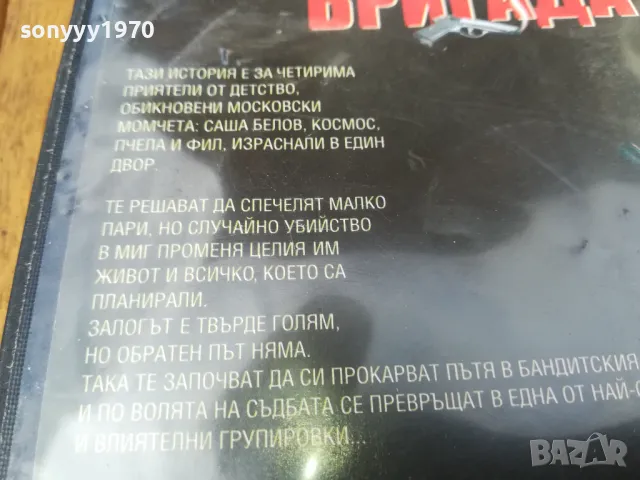 sonyyy1970
БРИГАДА
ТАЗИ ИСТОРИЯ Е ЗА ЧЕТИРИМА
ПРИЯТЕЛИ ОТ ДЕТСТВО,
ОБИКНОВЕНИ МОСКОВСКИ
МОМЧЕТА: САША БЕЛОВ, КОСМОС,
ПЧЕЛА И ФИЛ, ИЗРАСНАЛИ В ЕДИН
ДВОР.
ТЕ РЕШАВАТ ДА СПЕЧЕЛЯТ МАЛКО
ПАРИ, НО СЛУЧАЙНО УБИЙСТВО
В МИГ ПРОМЕНЯ ЦЕЛИЯ ИМ
ЖИВОТ И ВСИЧКО, КОЕТО СА
ПЛАНИРАЛИ.
ЗАЛОГЪТ Е ТВЪРДЕ ГОЛЯМ,
НО ОБРАТЕН ПЪТ НЯМА.
ТАКА ТЕ ЗАПОЧВАТ ДА СИ ПРОКАРВАТ ПЪТЯ В БАНДИТСКИЯ
И ПО ВОЛЯТА НА СЪДБАТА СЕ ПРЕВРЪЩАТ В ЕДНА ОТ НАЙ-
И ВЛИЯТЕЛНИ ГРУПИРОВКИ...
BAZAR
bazar.bg